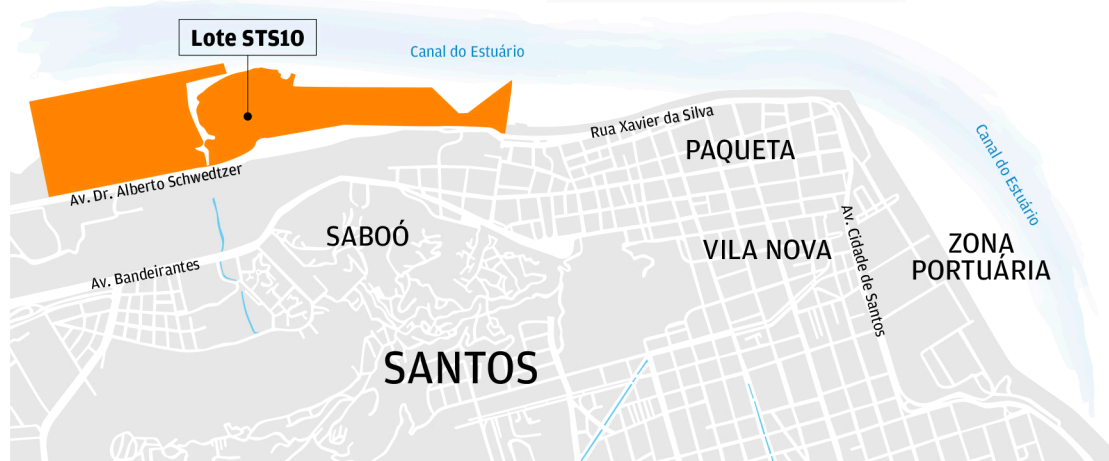 Lote STS10
Canal do Estuário
Rua Xavier da Silva
PAQUETA
Canal do Estuário
Av. Dr. Alberto Schwedtzer
SABOÓ
VILA NOVA
Av. Cidade de Santos
ZONA
PORTUÁRIA
Av. Bandeirantes
SANTOS